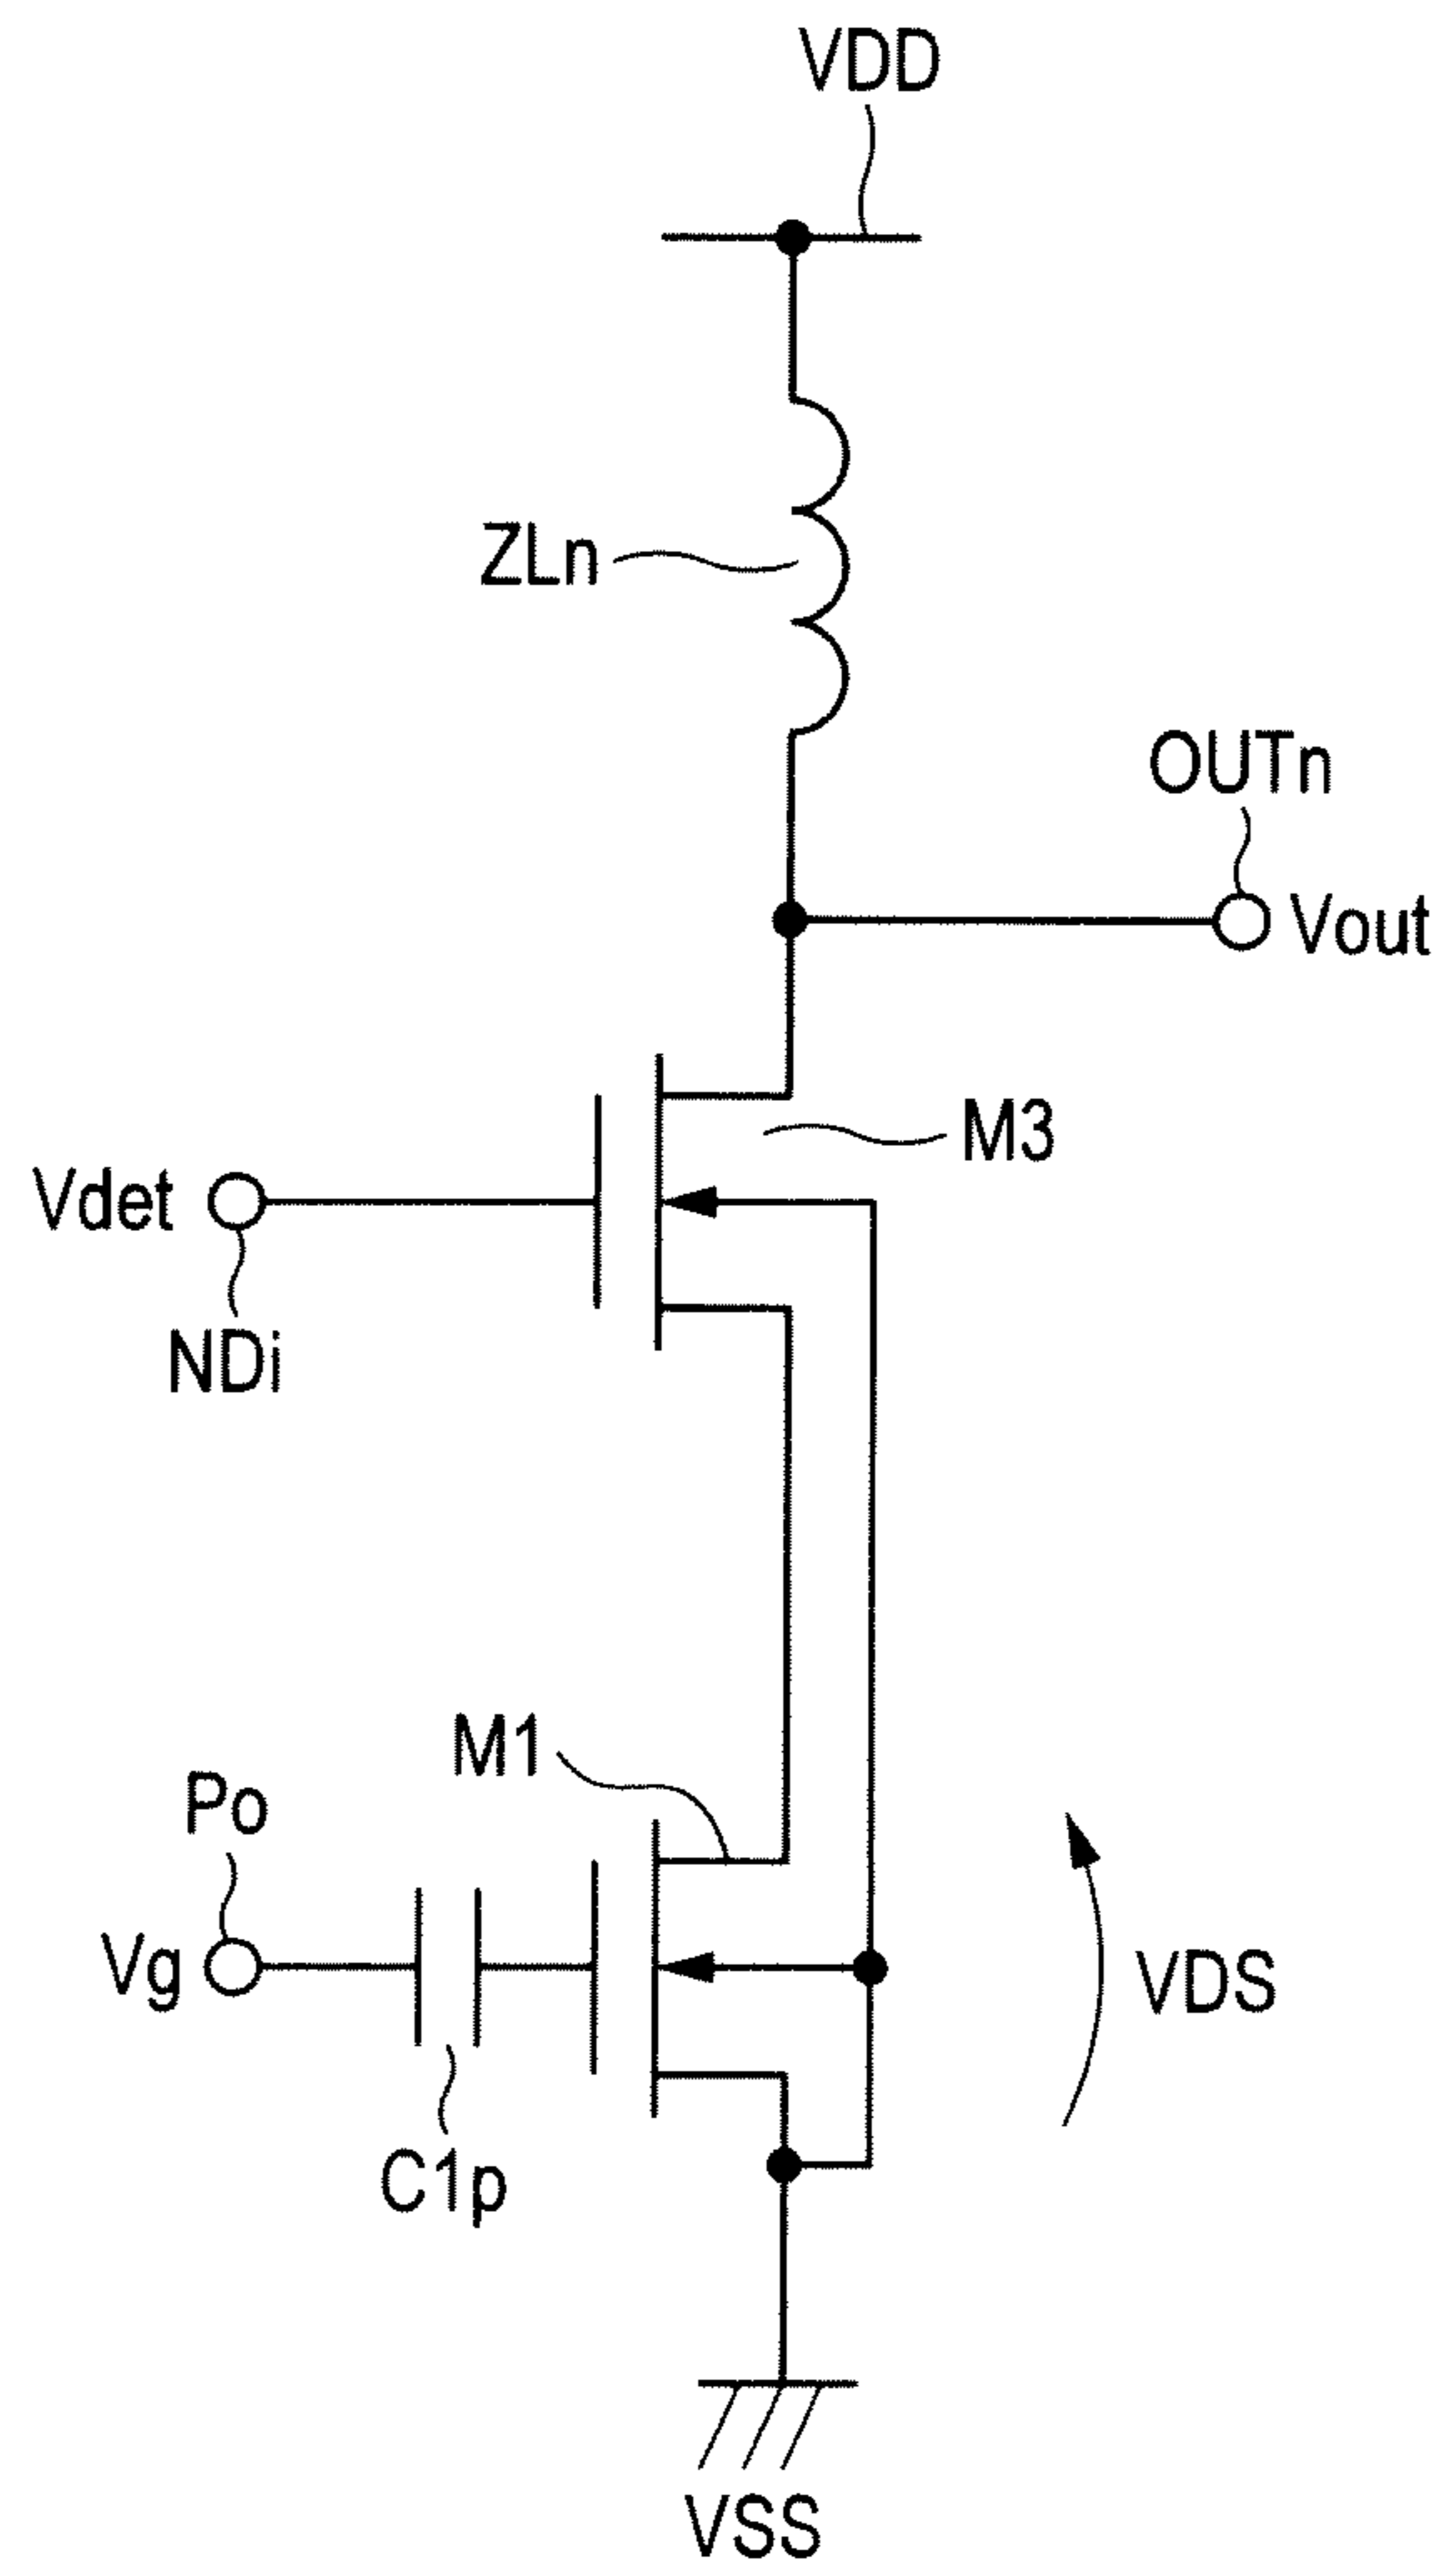 VDD
ZLn
OUTn
Vout
M3
Vdet
NDi
M1
Po
Vg
VDS
C1p
VSS